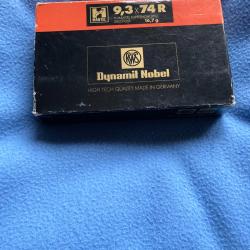 9,3 x 74 R
16,7 g
RWS
Dynamit Nobel
HIGH TECH QUALITY MADE IN GERMANY